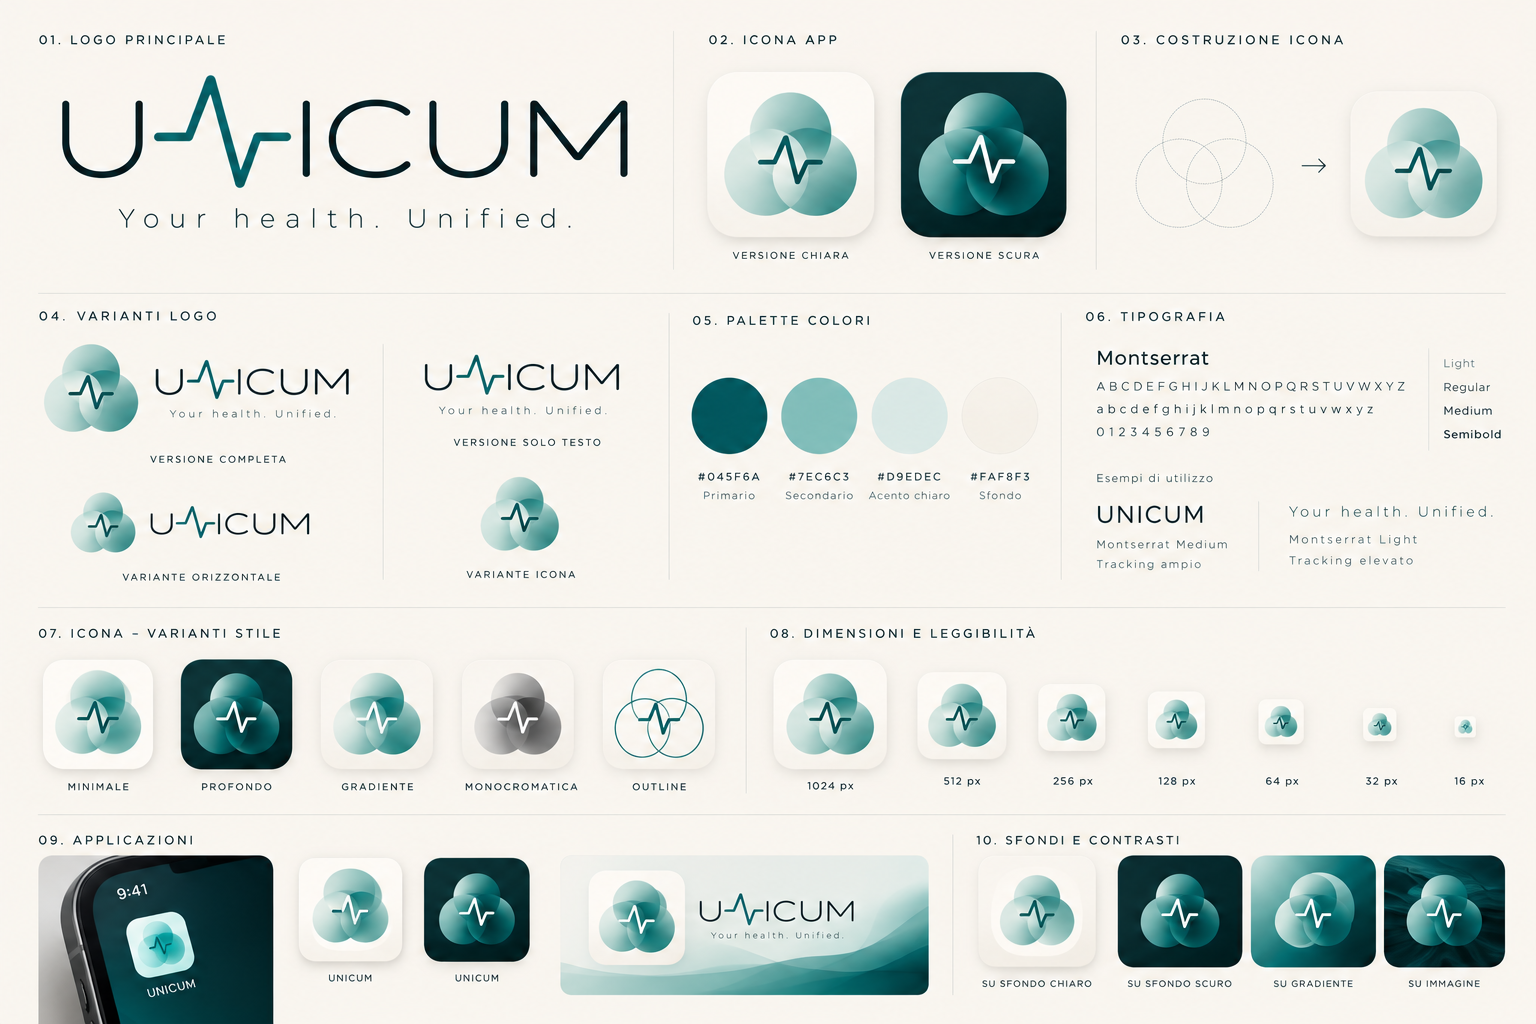 01. LOGO PRINCIPALE
UNICUM
Your health. Unified.
02. ICONA APP
VERSIONE CHIARA
VERSIONE SCURA
03. COSTRUZIONE ICONA
04. VARIANTI LOGO
UNICUM
Your health. Unified.
VERSIONE COMPLETA
UNICUM
VARIANTE ORIZZONTALE
UNICUM
Your health. Unified.
VERSIONE SOLO TESTO
VARIANTE ICONA
05. PALETTE COLORI
#045F6A
Primario
#7EC6C3
Secondario
#D9EDEC
Acento chiaro
#FAF8F3
Sfondo
06. TIPOGRAFIA
Montserrat
ABCDEFGHIJKLMNOPQRSTUVWXYZ
abcdefghijklmnopqrstuvwxyz
0123456789
Light
Regular
Medium
Semibold
Esempi di utilizzo
UNICUM
Montserrat Medium
Tracking ampio
Your health. Unified.
Montserrat Light
Tracking elevato
07. ICONA – VARIANTI STILE
MINIMALE
PROFONDO
GRADIENTE
MONOCROMATICA
OUTLINE
08. DIMENSIONI E LEGGIBILITÀ
1024 px
512 px
256 px
128 px
64 px
32 px
16 px
09. APPLICAZIONI
9:41
UNICUM
UNICUM
UNICUM
UNICUM
Your health. Unified.
10. SFONDI E CONTRASTI
SU SFONDO CHIARO
SU SFONDO SCURO
SU GRADIENTE
SU IMMAGINE